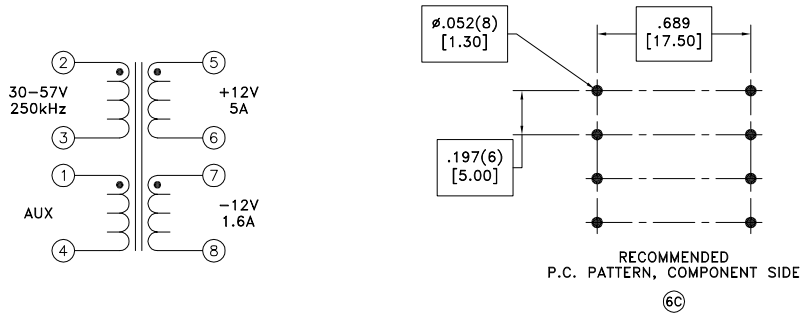 2
30-57V
250kHz
3
1
AUX
4
5
+12V
5A
6
7
-12V
1.6A
8
ø.052(8)
[1.30]
.689
[17.50]
.197(6)
[5.00]
RECOMMENDED
P.C. PATTERN, COMPONENT SIDE
6C